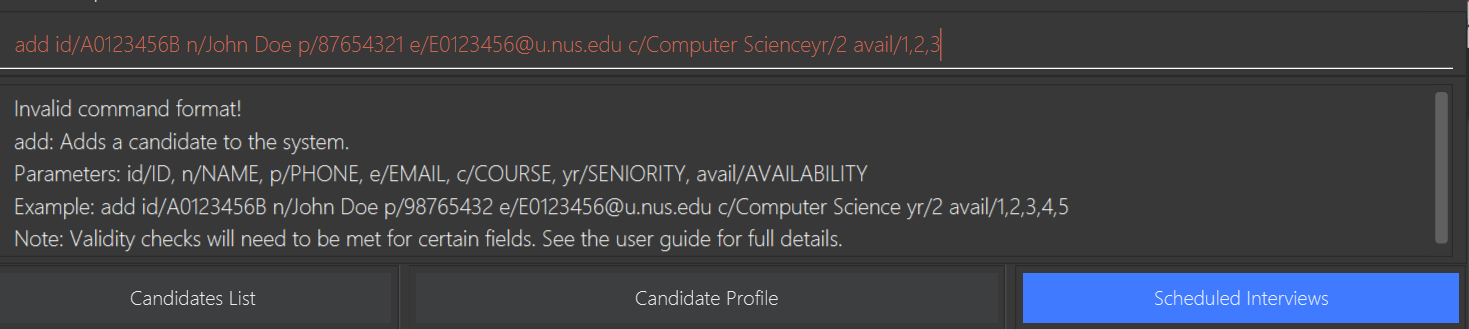 add id/A0123456B n/John Doe p/87654321 e/E0123456@u.nus.edu c/Computer Scienceyr/2 avail/1,2,3
Invalid command format!
add: Adds a candidate to the system.
Parameters: id/ID, n/NAME, p/PHONE, e/EMAIL, c/COURSE, yr/SENIORITY, avail/AVAILABILITY
Example: add id/A0123456B n/John Doe p/98765432 e/E0123456@u.nus.edu c/Computer Science yr/2 avail/1,2,3,4,5
Note: Validity checks will need to be met for certain fields. See the user guide for full details.
Candidates List
Candidate Profile
Scheduled Interviews